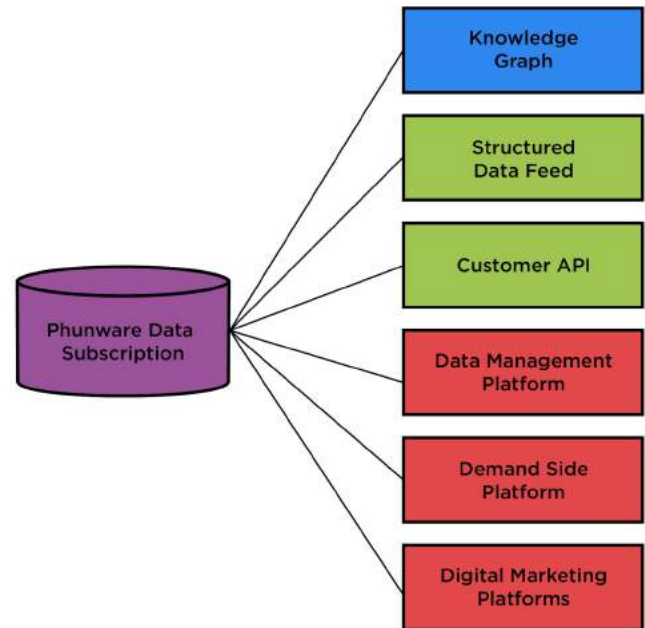 Knowledge
Graph
Structured
Data Feed
Customer API
Phunware Data
Subscription
Data Management
Platform
Demand Side
Platform
Digital Marketing
Platforms